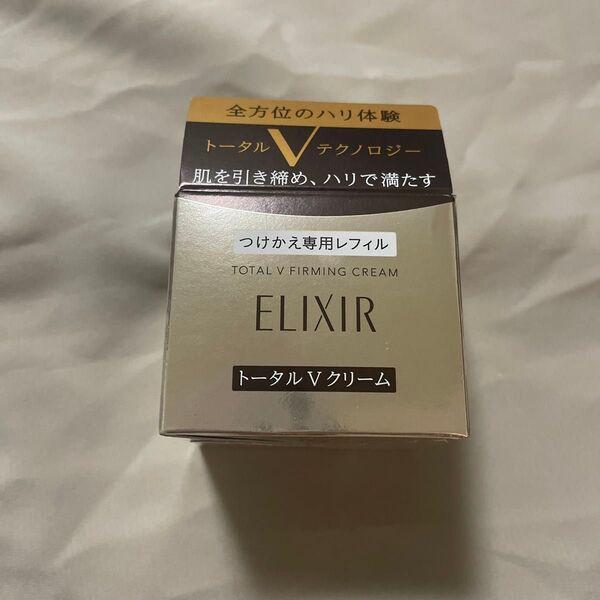 全方位のハリ体験
トータル V テクノロジー
肌を引き締め、ハリで満たす
つけかえ専用レフィル
TOTAL V FIRMING CREAM
ELIXIR
トータル V クリーム